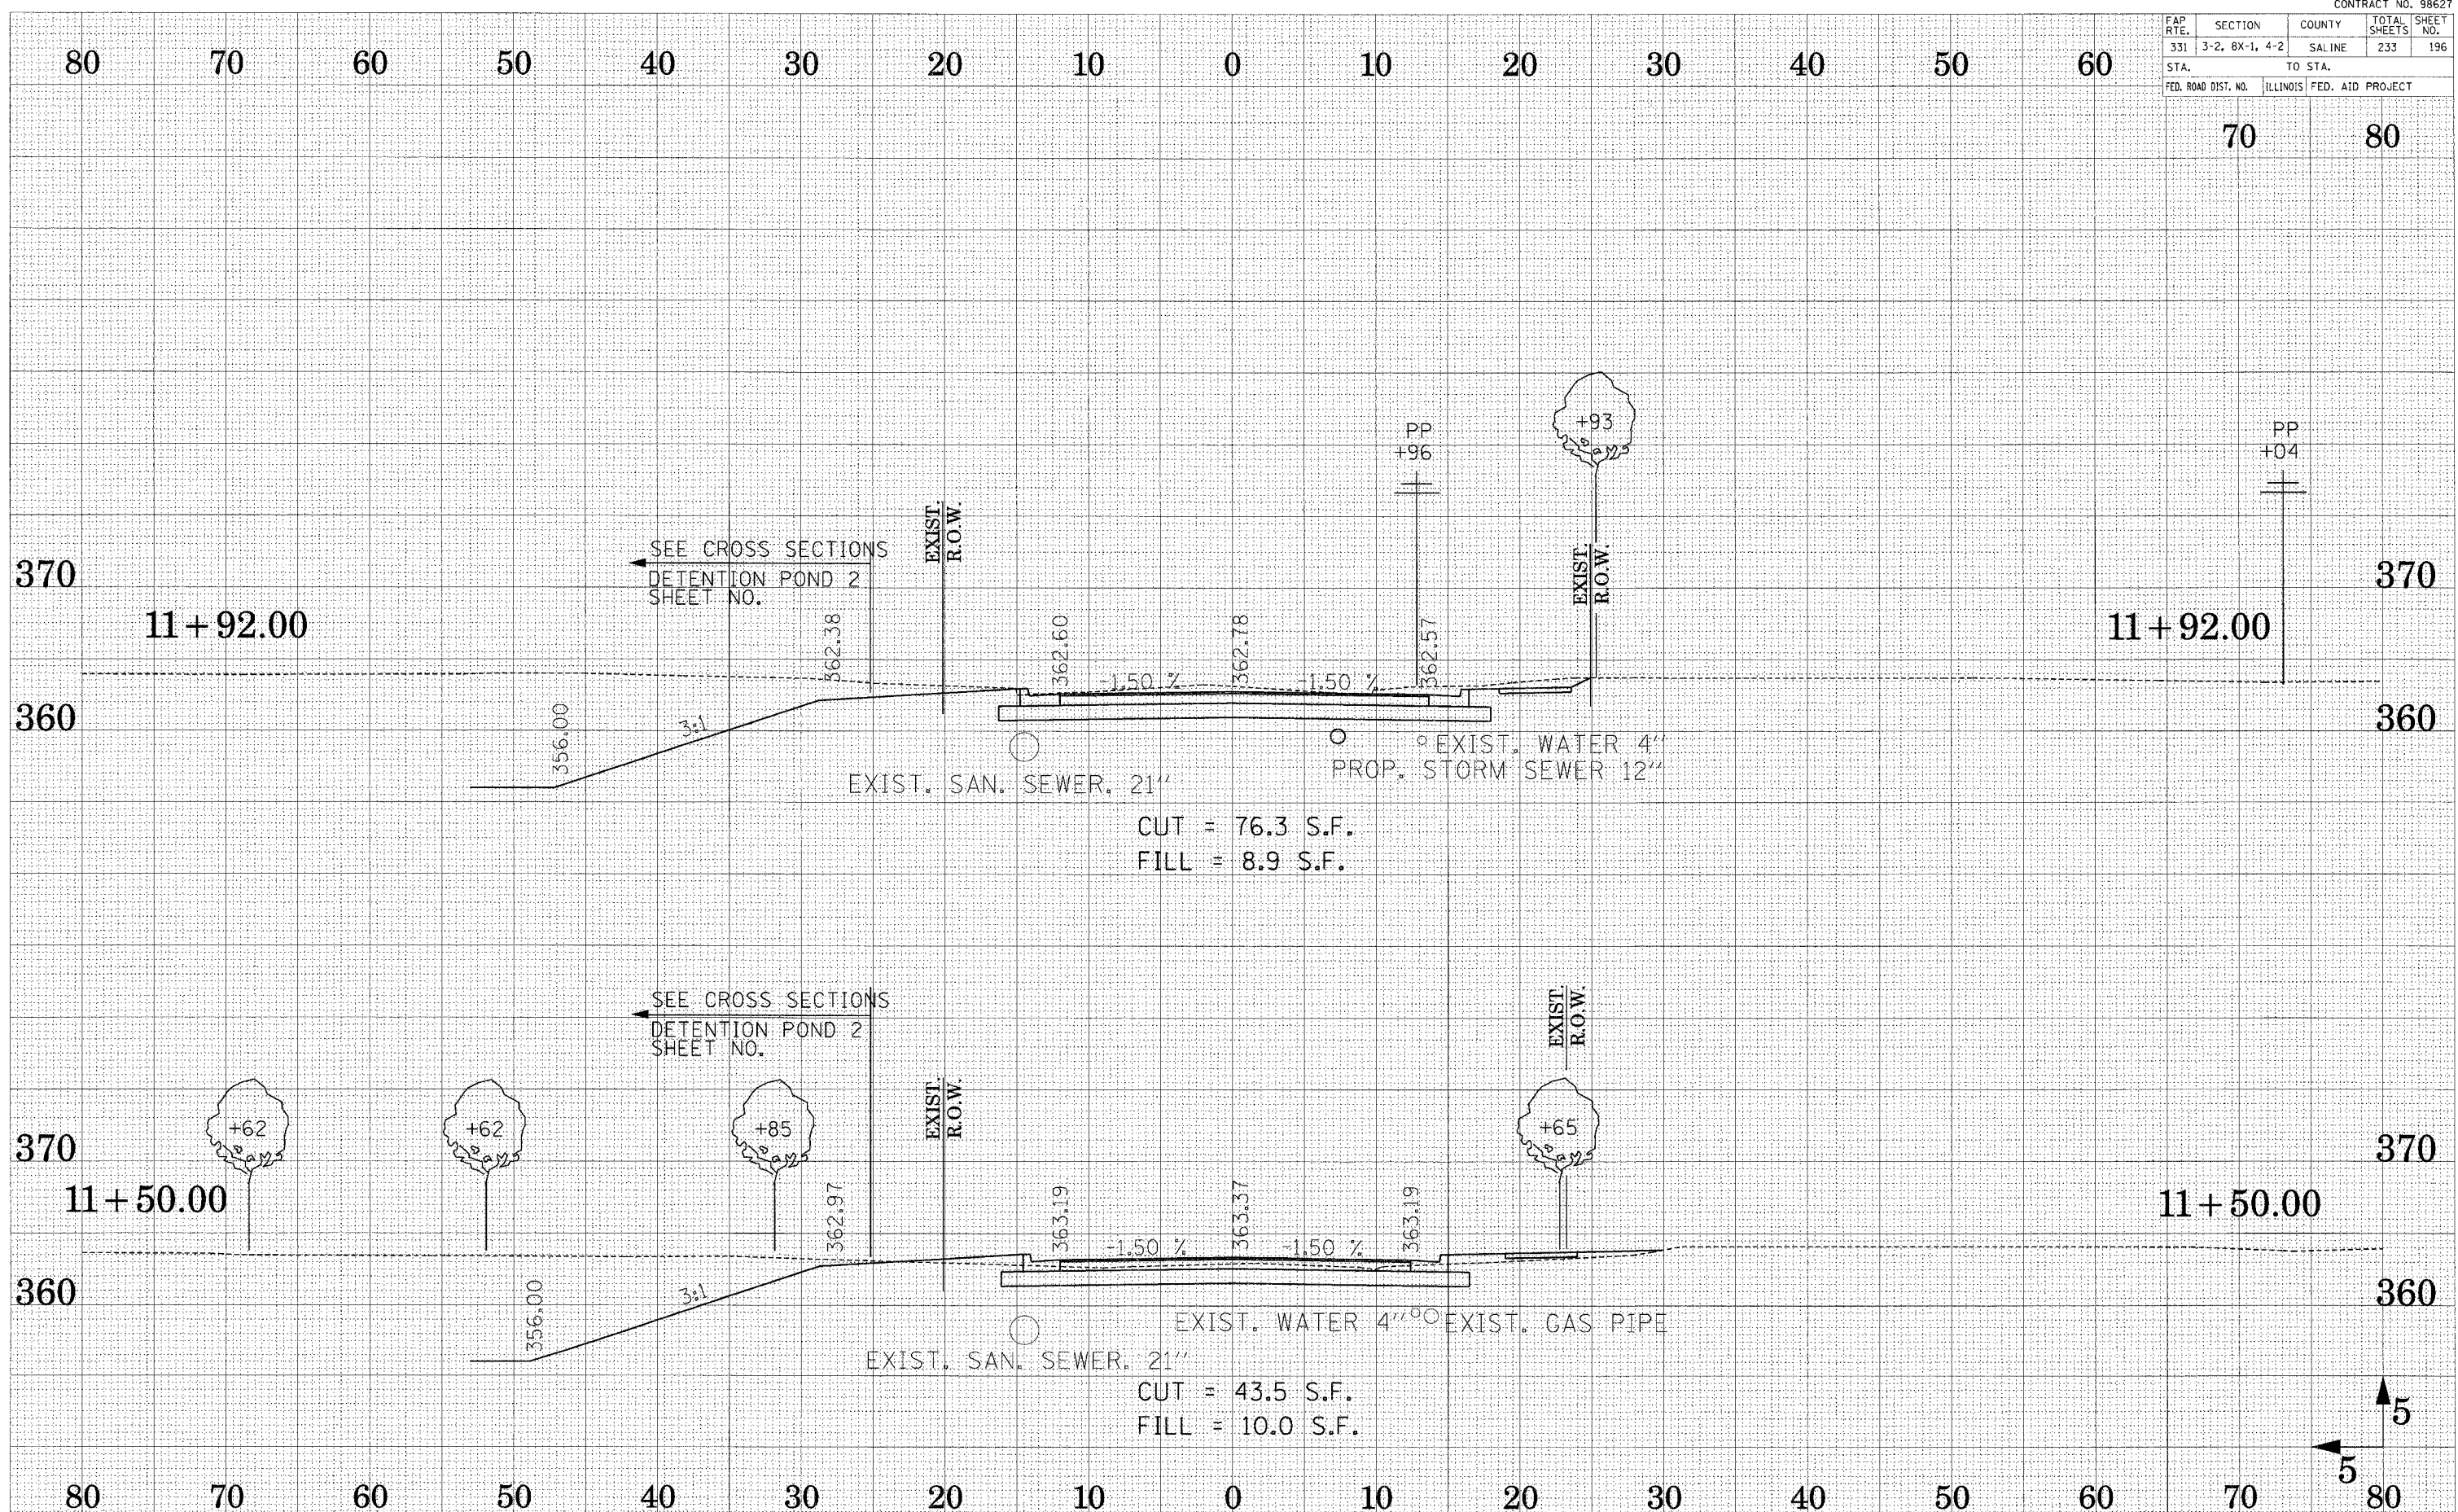 CONTRACT NO. 98627
FAP RTE. SECTION COUNTY TOTAL SHEETS SHEET NO.
331 3-2, 8X-1, 4-2 SALINE 233 196
STA. TO STA.
FED. ROAD DIST. NO. ILLINOIS FED. AID PROJECT
80 70 60 50 40 30 20 10 0 10 20 30 40 50 60
70 80
+93
PP
+96
PP
+04
EXIST.
R.O.W.
SEE CROSS SECTIONS
DETENTION POND 2
SHEET NO.
EXIST.
R.O.W.
370
370
11+92.00
11+92.00
362.38
362.60
362.78
362.57
-1.50 %
-1.50 %
360
360
356.00
3:1
EXIST. WATER 4"
PROP. STORM SEWER 12"
EXIST. SAN. SEWER. 21"
CUT = 76.3 S.F.
FILL = 8.9 S.F.
SEE CROSS SECTIONS
DETENTION POND 2
SHEET NO.
EXIST.
R.O.W.
EXIST.
R.O.W.
+62
+62
+85
+65
370
370
11+50.00
11+50.00
362.97
363.19
363.37
363.19
-1.50 %
-1.50 %
360
360
356.00
3:1
EXIST. WATER 4"
EXIST. GAS PIPE
EXIST. SAN. SEWER. 21"
CUT = 43.5 S.F.
FILL = 10.0 S.F.
5
5
80 70 60 50 40 30 20 10 0 10 20 30 40 50 60 70 80